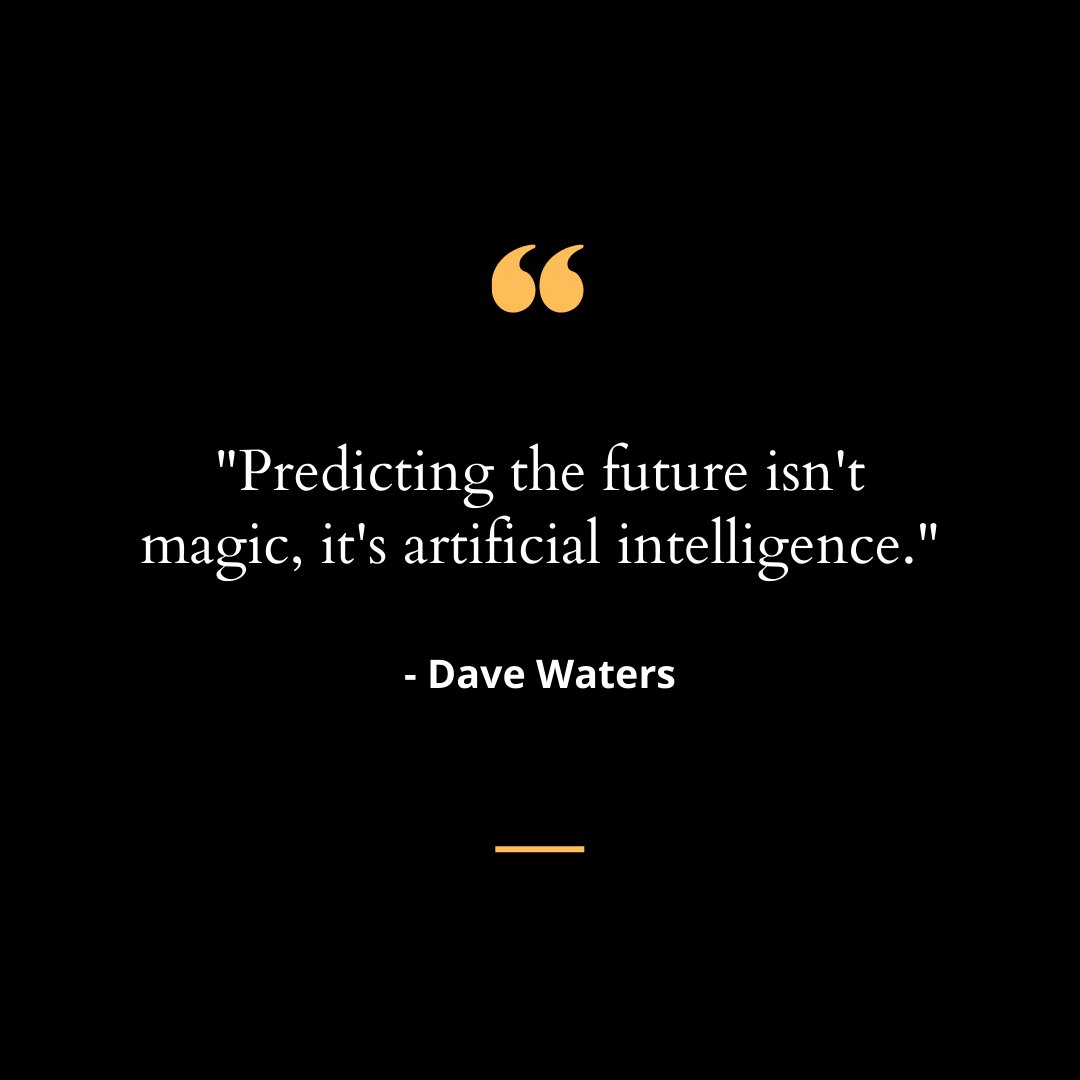 “
"Predicting the future isn't
magic, it's artificial intelligence."
- Dave Waters